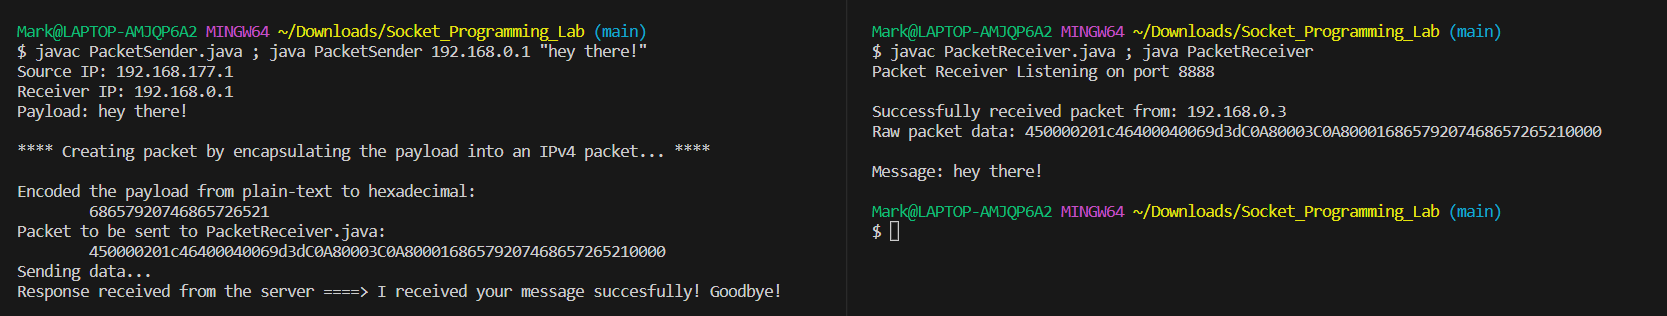 Mark@LAPTOP-AMJQP6A2 MINGW64 ~/Downloads/Socket_Programming_Lab (main)
$ javac PacketSender.java ; java PacketSender 192.168.0.1 "hey there!"
Source IP: 192.168.177.1
Receiver IP: 192.168.0.1
Payload: hey there!
**** Creating packet by encapsulating the payload into an IPv4 packet... ****
Encoded the payload from plain-text to hexadecimal:
68657920746865726521
Packet to be sent to PacketReceiver.java:
450000201c46400040069d3dC0A80003C0A80001686579207468657265210000
Sending data...
Response received from the server ====> I received your message succesfully! Goodbye!
Mark@LAPTOP-AMJQP6A2 MINGW64 ~/Downloads/Socket_Programming_Lab (main)
$ javac PacketReceiver.java ; java PacketReceiver
Packet Receiver Listening on port 8888
Successfully received packet from: 192.168.0.3
Raw packet data: 450000201c46400040069d3dC0A80003C0A80001686579207468657265210000
Message: hey there!
Mark@LAPTOP-AMJQP6A2 MINGW64 ~/Downloads/Socket_Programming_Lab (main)
$